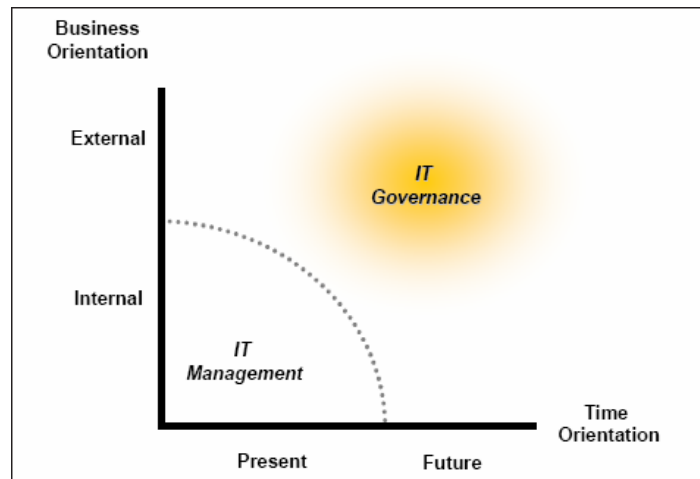 Business
Orientation
External
IT
Governance
Internal
IT
Management
Time
Orientation
Present
Future